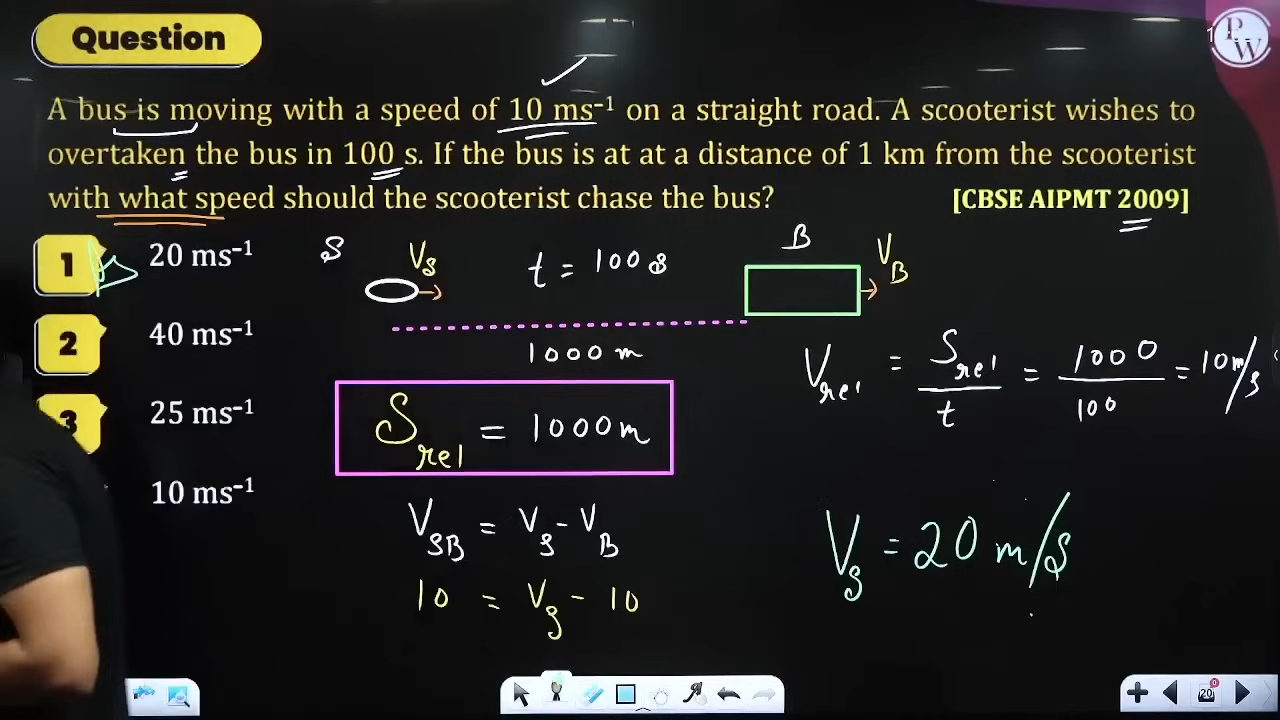 Question
PW
A bus is moving with a speed of 10 ms⁻¹ on a straight road. A scooterist wishes to
overtaken the bus in 100 s. If the bus is at at a distance of 1 km from the scooterist
with what speed should the scooterist chase the bus?
[CBSE AIPMT 2009]
1 20 ms⁻¹
2 40 ms⁻¹
3 25 ms⁻¹
10 ms⁻¹
S V_S t = 100 s B V_B
1000 m
S_rel = 1000 m
V_rel = S_rel / t = 1000 / 100 = 10 m/s
V_SB = V_S - V_B
10 = V_S - 10
V_S = 20 m/s
20